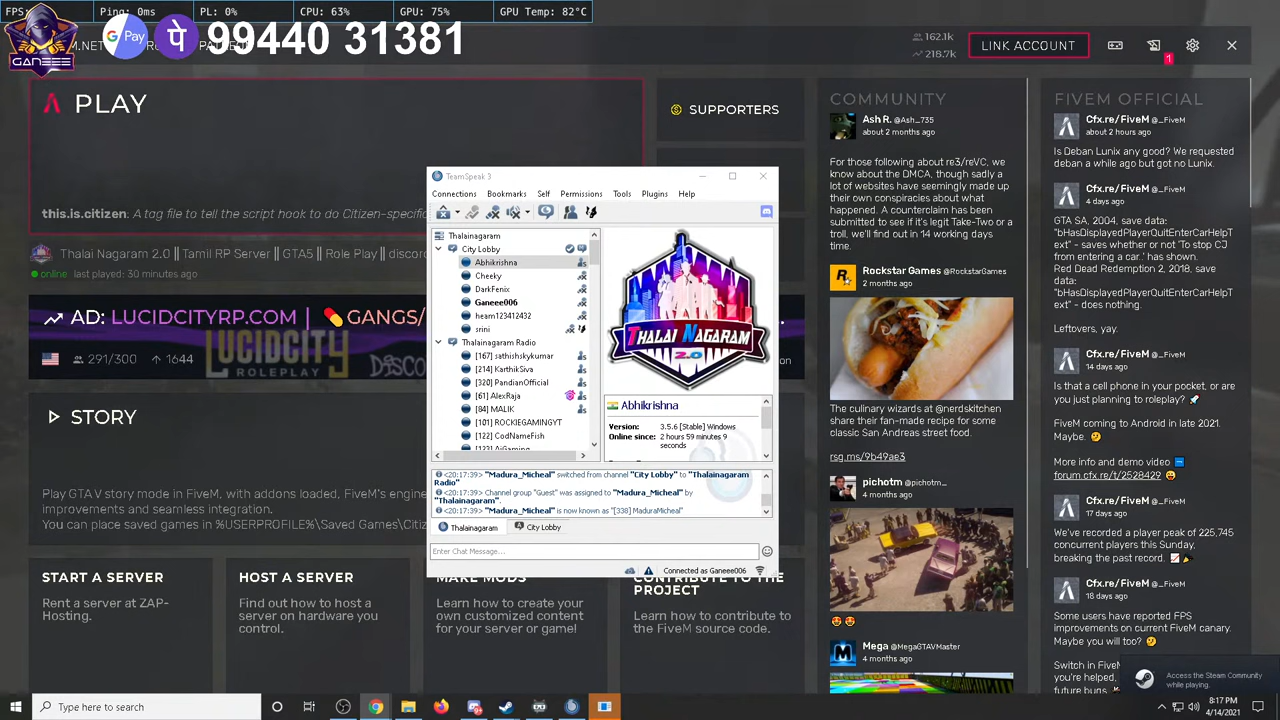 FPS:
Ping: 0ms
PL: 0%
CPU: 63%
GPU: 75%
GPU Temp: 82°C
GANEEE
G Pay पे 99440 31381
162.1k
218.7k
LINK ACCOUNT
1
PLAY
this.is.citizen: A tag file to tell the script hook to do Citizen-specific
Thalai Nagaram 2.0 || Tamil RP Server || GTA5 || Role Play || discord
online last played: 30 minutes ago
AD: LUCIDCITYRP.COM | 💊 GANGS/
LUCIDCITY
ROLEPLAY
291/300 1644
STORY
Play GTA V story mode in FiveM, with addons loaded, FiveM's engine
improvements and seamless integration.
You can place saved games in %USERPROFILE%\Saved Games\Citiz
START A SERVER
Rent a server at ZAP-
Hosting.
HOST A SERVER
Find out how to host a
server on hardware you
control.
MAKE MODS
Learn how to create your
own customized content
for your server or game!
CONTRIBUTE TO THE
PROJECT
Learn how to contribute
to the FiveM source code.
SUPPORTERS
TeamSpeak 3
Connections Bookmarks Self Permissions Tools Plugins Help
Thalainagaram
City Lobby
Abhikrishna
Cheeky
DarkFenix
Ganeee006
hearn123412432
srini
Thalainagaram Radio
[167] sathishskykumar
[214] KarthikSiva
[320] PandianOfficial
[61] AlexRaja
[84] MALIK
[101] ROCKIEGAMINGYT
[122] CodNameFish
THALAI NAGARAM
2.0
Abhikrishna
Version: 3.5.6 [Stable] Windows
Online since: 2 hours 59 minutes 9
seconds
<20:17:39> "Madura_Micheal" switched from channel "City Lobby" to "Thalainagaram
Radio"
<20:17:39> Channel group "Guest" was assigned to "Madura_Micheal" by
"Thalainagaram".
<20:17:39> "Madura_Micheal" is now known as "[338] MaduraMicheal"
Thalainagaram City Lobby
Enter Chat Message...
Connected as Ganeee006
COMMUNITY
Ash R. @Ash_735
about 2 months ago
For those following about re3/reVC, we
know about the DMCA, though sadly a
lot of websites have seemingly made up
their own conspiracies about what
happened. A counterclaim has been
submitted to see if it's legit Take-Two or a
troll, we'll find out in 14 working days
time.
Rockstar Games @RockstarGames
2 months ago
The culinary wizards at @nerdskitchen
share their fan-made recipe for some
classic San Andreas street food.
rsg.ms/9b49ae3
pichotm @pichotm_
4 months ago
😍😍
Mega @MegaGTAVMaster
4 months ago
FIVEM OFFICIAL
Cfx.re/FiveM @_FiveM
about 2 hours ago
Is Deban Lunix any good? We requested
deban a while ago but got no Lunix.
Cfx.re/FiveM @_FiveM
4 days ago
GTA SA, 2004, save data:
"bHasDisplayedPlayerQuitEnterCarHelpT
ext" - saves whether or not 'To stop CJ
from entering a car'.. has shown.
Red Dead Redemption 2, 2018, save
data:
"bHasDisplayedPlayerQuitEnterCarHelpT
ext" - does nothing.
Leftovers, yay.
Cfx.re/FiveM @_FiveM
14 days ago
Is that a cell phone in your pocket, or are
you just planning to roleplay? 🚀
FiveM coming to Android in late 2021.
Maybe. 🤔
More info and demo video ➡
Cfx.re/FiveM @_FiveM
17 days ago
We've recorded a player peak of 225,745
concurrent players this Sunday
breaking the past record. 📈 🎉
Cfx.re/FiveM @_FiveM
18 days ago
Some users have reported FPS
improvements on current FiveM canary.
Maybe you will too? 🤔
Switch in FiveM
you're helped
future bugs
Access the Steam Community
while playing.
Type here to search
8:17 PM
4/14/2021